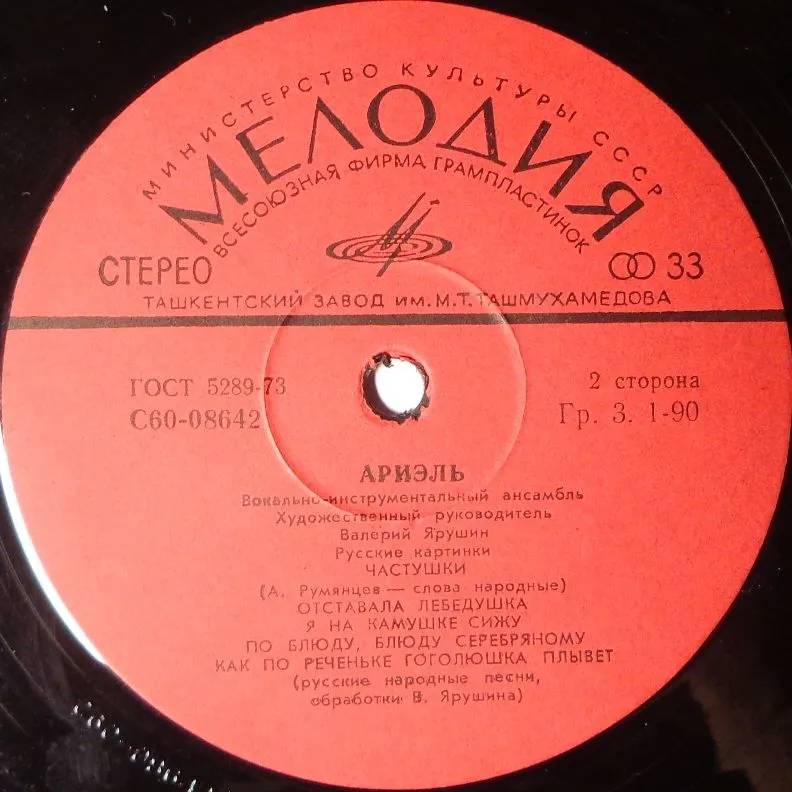 МИНИСТЕРСТВО КУЛЬТУРЫ СССР
МЕЛОДИЯ
ВСЕСОЮЗНАЯ ФИРМА ГРАМПЛАСТИНОК
СТЕРЕО
33
ТАШКЕНТСКИЙ ЗАВОД ИМ. М.Т. ТАШМУХАМЕДОВА
ГОСТ 5289-73
2 сторона
С60-08642
Гр. 3. 1-90
АРИЭЛЬ
Вокально-инструментальный ансамбль
Художественный руководитель
Валерий Ярушин
Русские картинки
ЧАСТУШКИ
(А. Румянцев — слова народные)
ОТСТАВАЛА ЛЕБЕДУШКА
Я НА КАМУШКЕ СИЖУ
ПО БЛЮДУ, БЛЮДУ СЕРЕБРЯНОМУ
КАК ПО РЕЧЕНЬКЕ ГОГОЛЮШКА ПЛЫВЕТ
(русские народные песни,
обработки В. Ярушина)